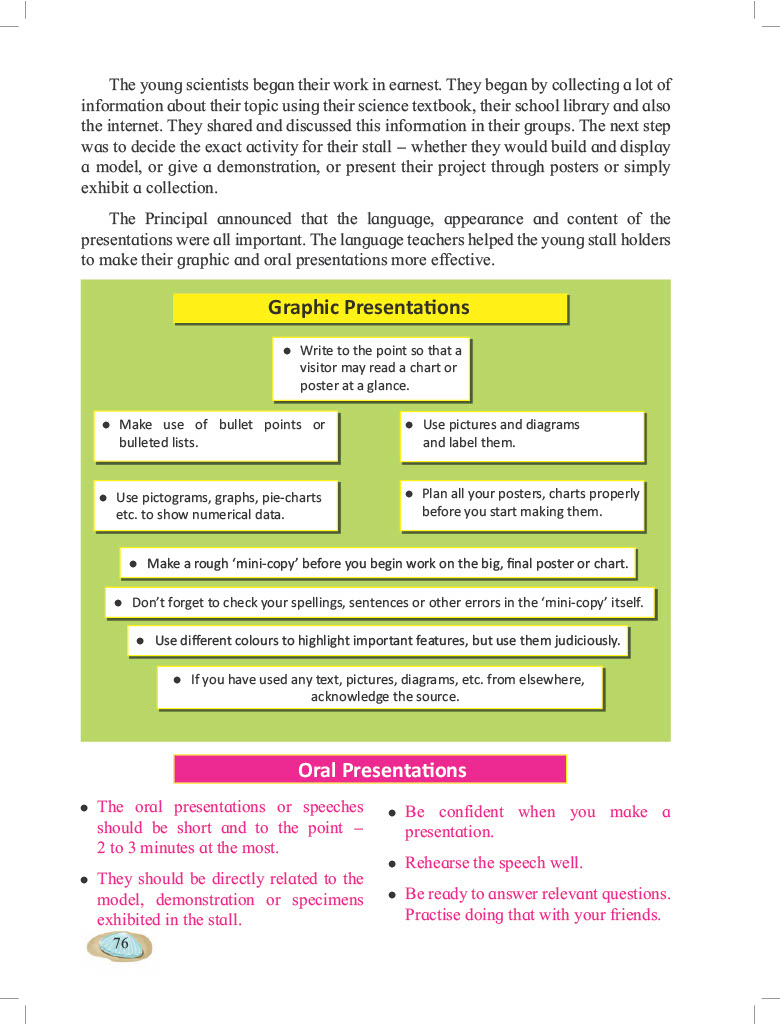 The young scientists began their work in earnest. They began by collecting a lot of
information about their topic using their science textbook, their school library and also
the internet. They shared and discussed this information in their groups. The next step
was to decide the exact activity for their stall – whether they would build and display
a model, or give a demonstration, or present their project through posters or simply
exhibit a collection.
The Principal announced that the language, appearance and content of the
presentations were all important. The language teachers helped the young stall holders
to make their graphic and oral presentations more effective.
Graphic Presentations
● Write to the point so that a
visitor may read a chart or
poster at a glance.
● Make use of bullet points or
bulleted lists.
● Use pictures and diagrams
and label them.
● Use pictograms, graphs, pie-charts
etc. to show numerical data.
● Plan all your posters, charts properly
before you start making them.
● Make a rough ‘mini-copy’ before you begin work on the big, final poster or chart.
● Don’t forget to check your spellings, sentences or other errors in the ‘mini-copy’ itself.
● Use different colours to highlight important features, but use them judiciously.
● If you have used any text, pictures, diagrams, etc. from elsewhere,
acknowledge the source.
Oral Presentations
● The oral presentations or speeches
should be short and to the point –
2 to 3 minutes at the most.
● They should be directly related to the
model, demonstration or specimens
exhibited in the stall.
● Be confident when you make a
presentation.
● Rehearse the speech well.
● Be ready to answer relevant questions.
Practise doing that with your friends.
76